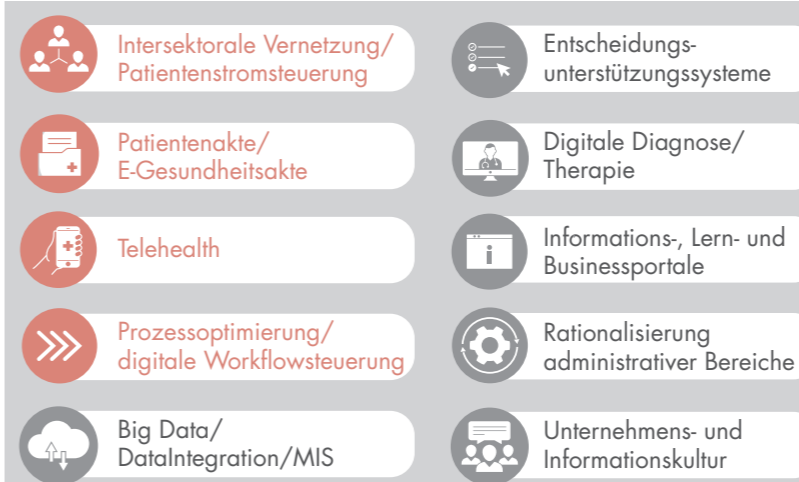 Intersektorale Vernetzung/
Patientenstromsteuerung
Patientenakte/
E-Gesundheitsakte
Telehealth
Prozessoptimierung/
digitale Workflowsteuerung
Big Data/
DataIntegration/MIS
Entscheidungs-
unterstützungssysteme
Digitale Diagnose/
Therapie
Informations-, Lern- und
Businessportale
Rationalisierung
administrativer Bereiche
Unternehmens- und
Informationskultur